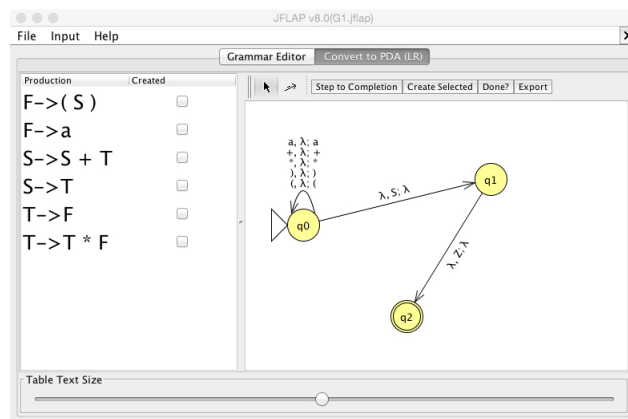 JFLAP v8.0(G1.jflap)
File Input Help
Grammar Editor Convert to PDA (LR)
Production Created
Step to Completion Create Selected Done? Export
F->( S )
F->a
S->S + T
S->T
T->F
T->T * F
a, λ; a
+, λ; +
*, λ; *
), λ; )
(, λ; (
q0
λ, S; λ
q1
λ, Z; λ
q2
Table Text Size